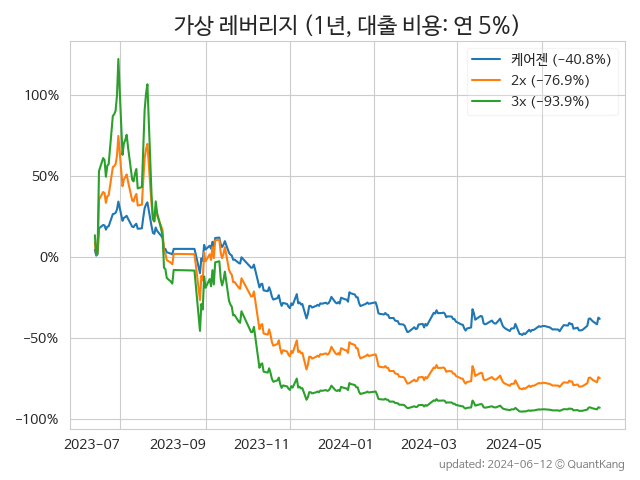 가상 레버리지 (1년, 대출 비용: 연 5%)
케어젠 (−40.8%)
2x (−76.9%)
3x (−93.9%)
100%
50%
0%
−50%
−100%
2023-07 2023-09 2023-11 2024-01 2024-03 2024-05
updated: 2024-06-12 © QuantKang